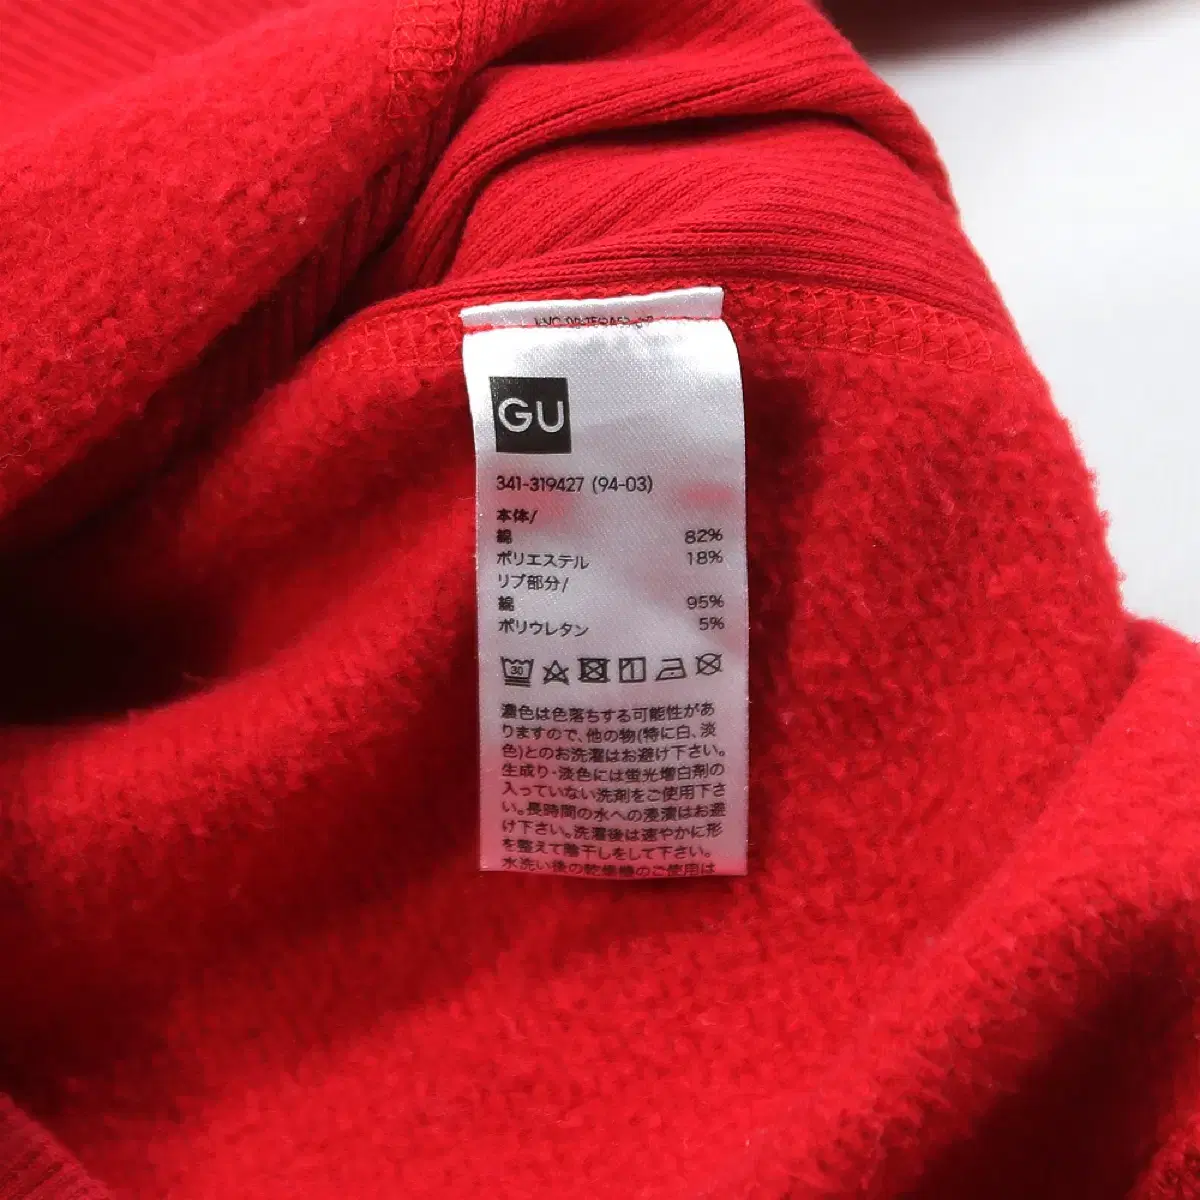 GU
341-319427 (94-03)
本体/
綿 82%
ポリエステル 18%
リブ部分/
綿 95%
ポリウレタン 5%
30
濃色は色落ちする可能性があ
りますので、他の物(特に白、淡
色)とのお洗濯はお避け下さい。
生成り・淡色には蛍光増白剤の
入っていない洗剤をご使用下さ
い。長時間の水への浸漬はお避
け下さい。洗濯後は速やかに形
を整えて陰干しをして下さい。
水洗い後の乾燥機のご使用は